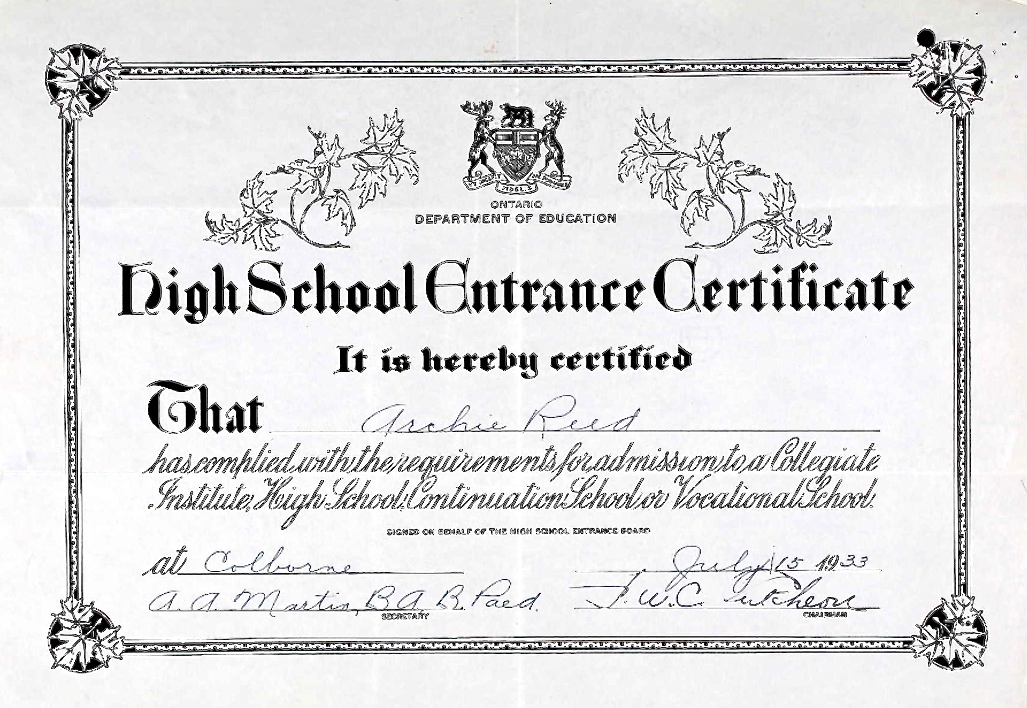 ONTARIO
DEPARTMENT OF EDUCATION
High School Entrance Certificate
It is hereby certified
That Archie Reed
has complied with the requirements for admission to a Collegiate
Institute, High School, Continuation School or Vocational School.
SIGNED ON BEHALF OF THE HIGH SCHOOL ENTRANCE BOARD
at Colborne July 15 1933
A. A. Martin, B.A. B. Paed.
SECRETARY CHAIRMAN